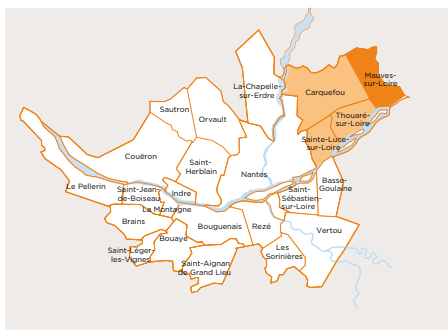 Mauves-
sur-Loire
La-Chapelle-
sur-Erdre
Carquefou
Sautron
Orvault
Thouaré-
sur-Loire
Sainte-Luce-
sur-Loire
Couëron
Saint-
Herblain
Nantes
Basse-
Goulaine
Le Pellerin
Saint-Jean-
de-Boiseau
Indre
Saint-
Sébastien-
sur-Loire
La Montagne
Brains
Bouguenais
Rezé
Vertou
Bouaye
Saint-Léger-
les-Vignes
Les
Sorinières
Saint-Aignan
de Grand Lieu